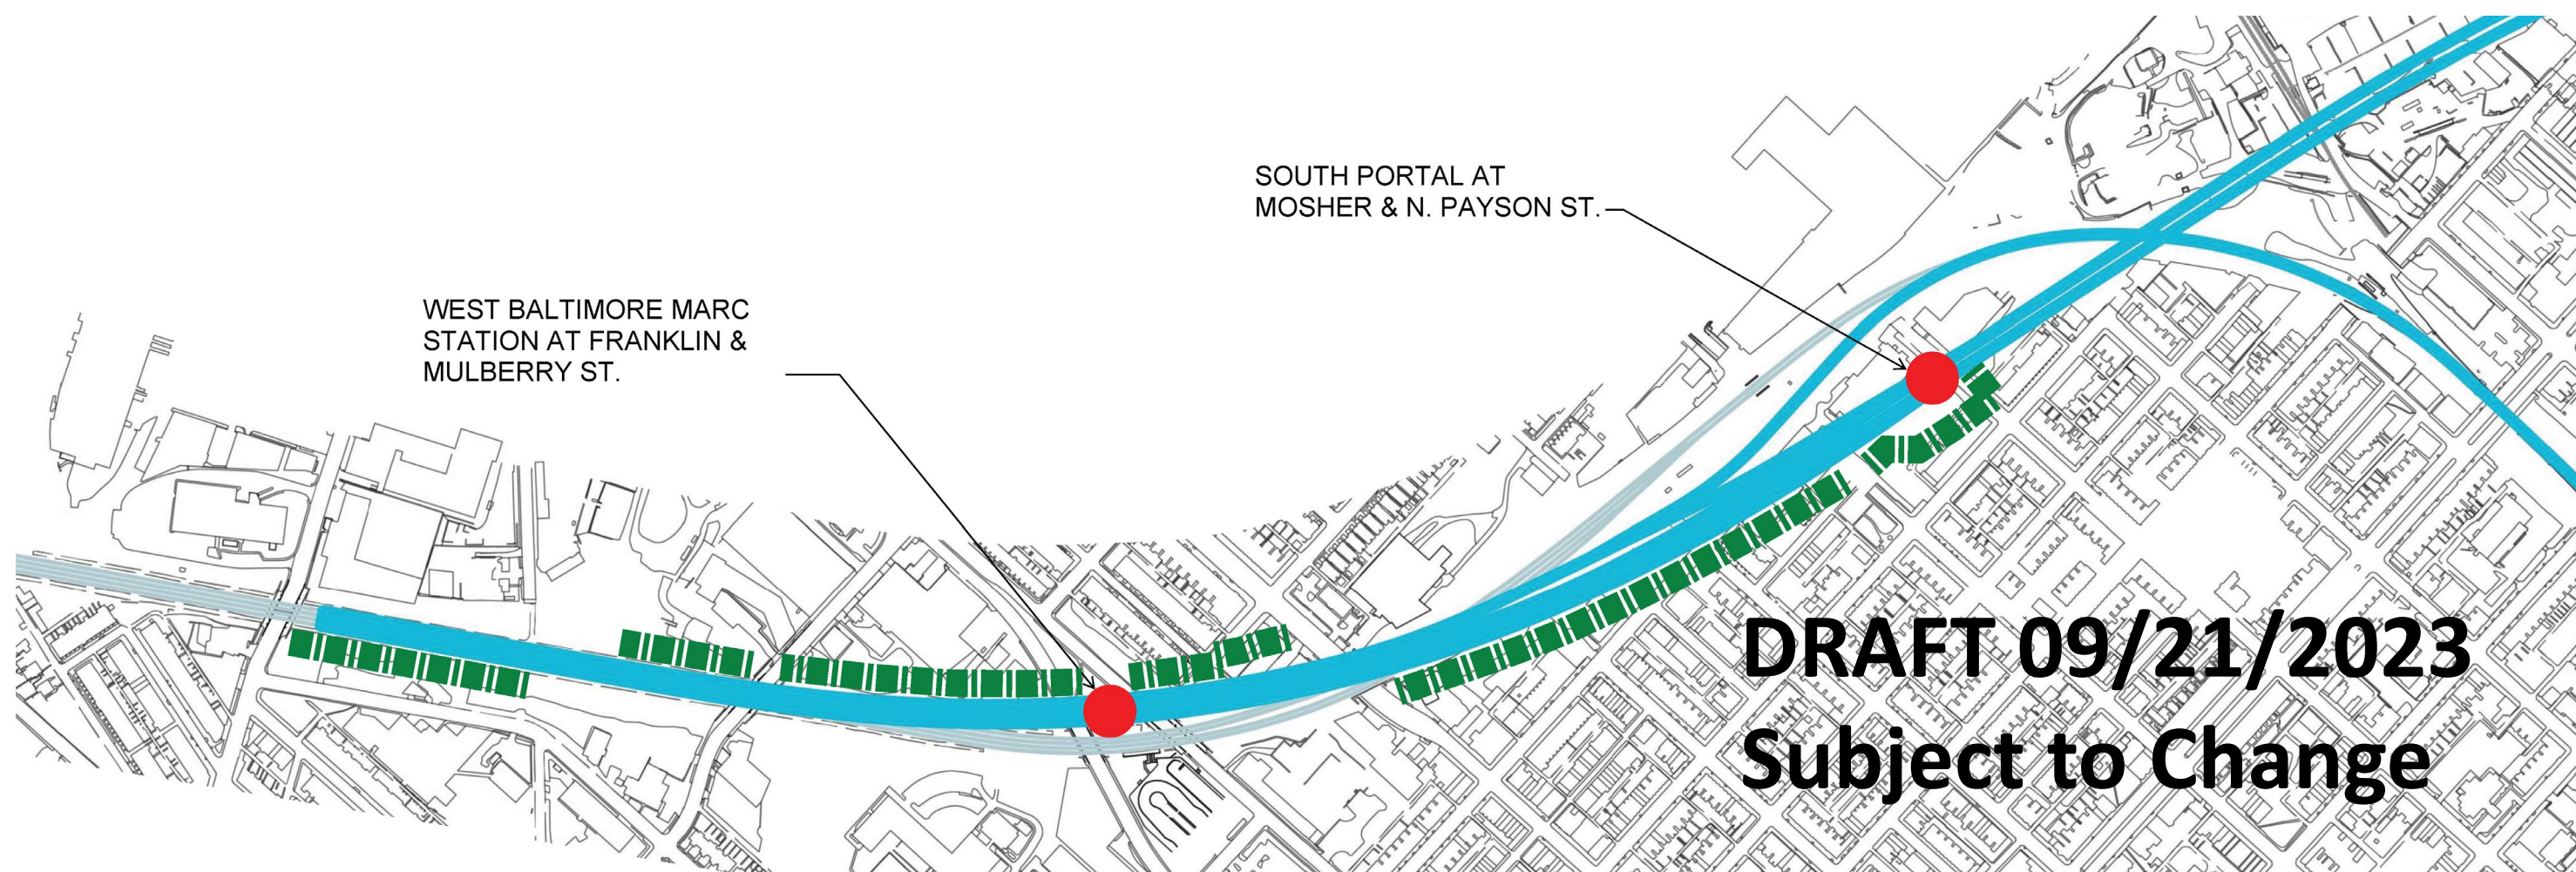 SOUTH PORTAL AT
MOSHER & N. PAYSON ST.
WEST BALTIMORE MARC
STATION AT FRANKLIN &
MULBERRY ST.
DRAFT 09/21/2023
Subject to Change